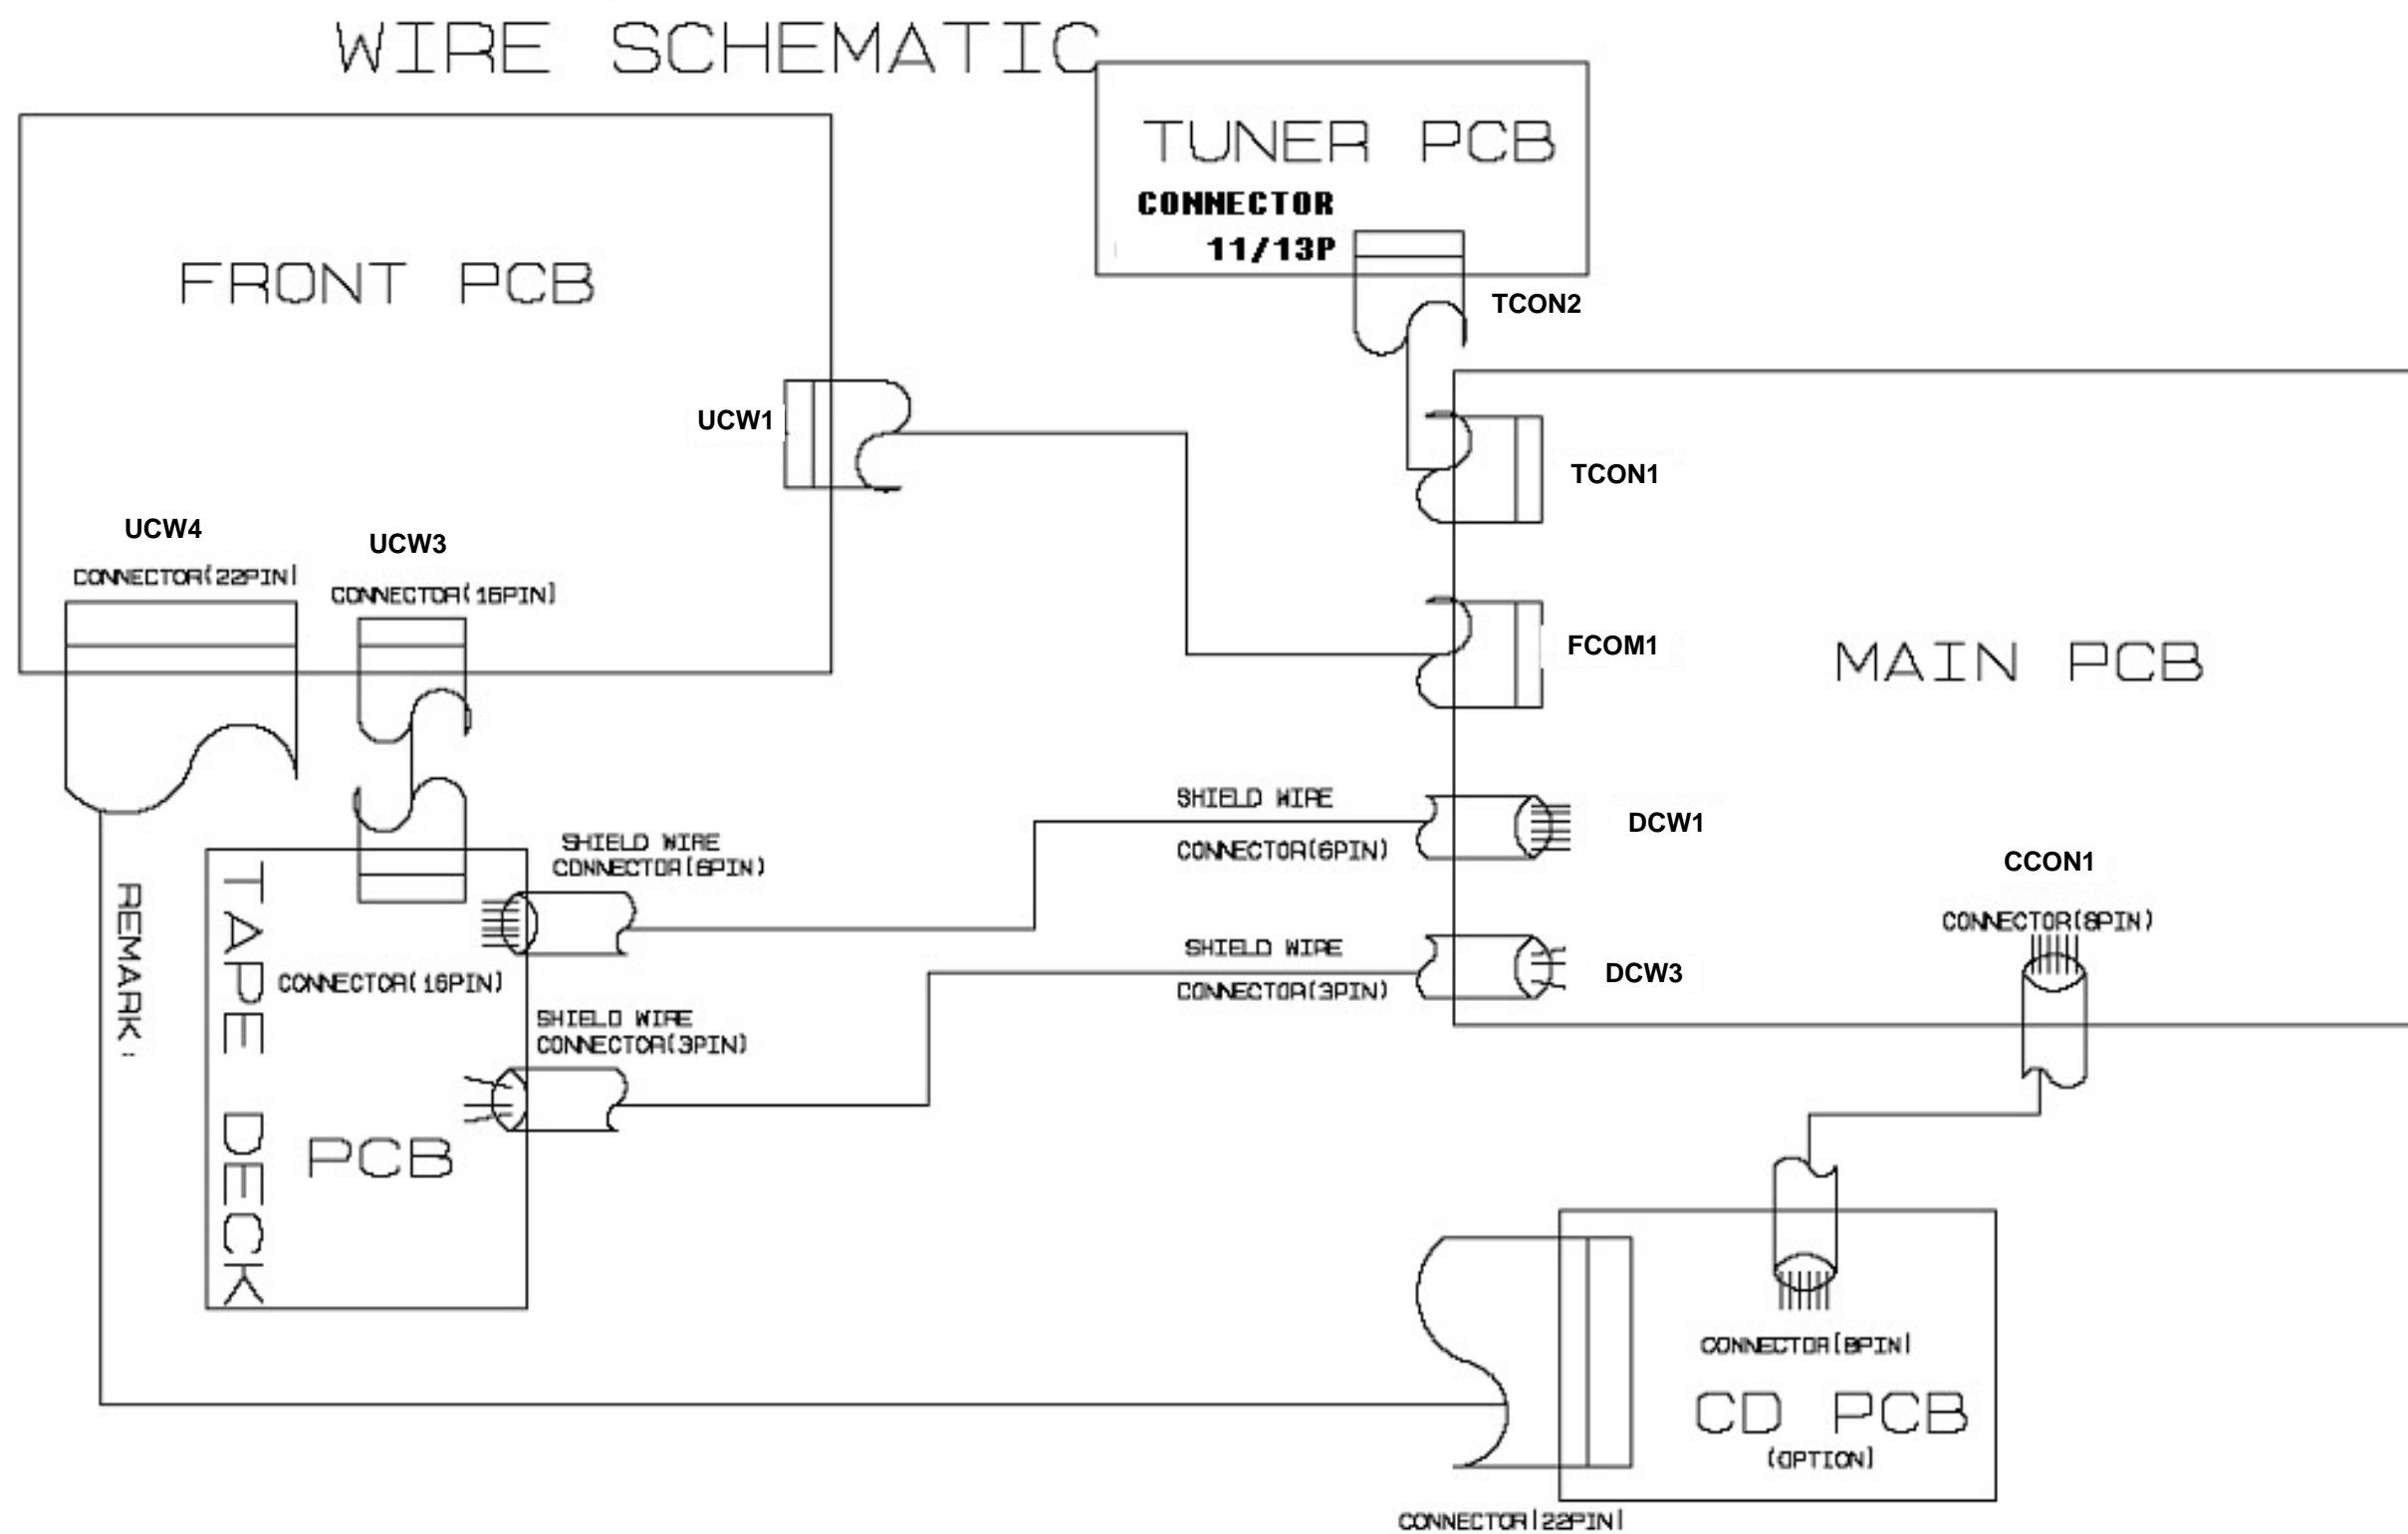 WIRE SCHEMATIC
TUNER PCB
CONNECTOR
11/13P
TCON2
FRONT PCB
UCW1
TCON1
UCW4
CONNECTOR(22PIN)
UCW3
CONNECTOR(16PIN)
FCOM1
MAIN PCB
SHIELD WIRE
CONNECTOR(6PIN)
DCW1
SHIELD WIRE
CONNECTOR(6PIN)
CCON1
CONNECTOR(8PIN)
REMARK:
TAPE DECK
PCB
CONNECTOR(16PIN)
SHIELD WIRE
CONNECTOR(3PIN)
DCW3
SHIELD WIRE
CONNECTOR(3PIN)
CONNECTOR(8PIN)
CD PCB
(OPTION)
CONNECTOR(22PIN)